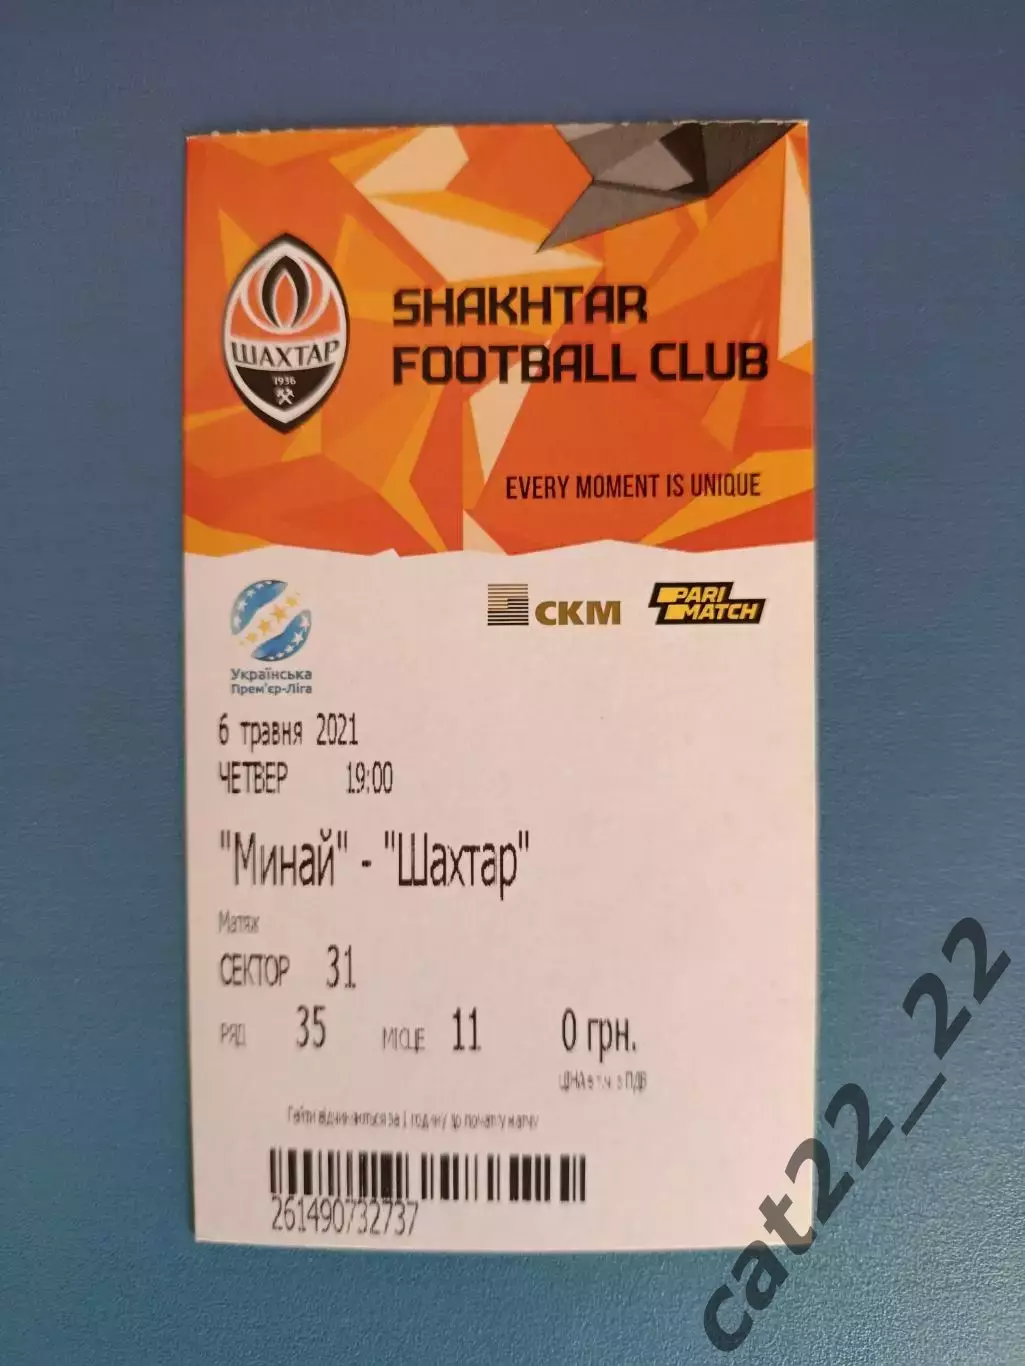 ШАХТАР
1936
SHAKHTAR
FOOTBALL CLUB
EVERY MOMENT IS UNIQUE
Українська
Прем'єр-Ліга
СКМ
PARI
MATCH
6 травня 2021
ЧЕТВЕР 19:00
"Минай" - "Шахтар"
Матяж
СЕКТОР 31
РЯД 35 МІСЦЕ 11 0 грн.
ЦІНА в т.ч. з ПДВ
Гейти відчиняються за 1 годину до початку матчу
261490732737
cat22_22